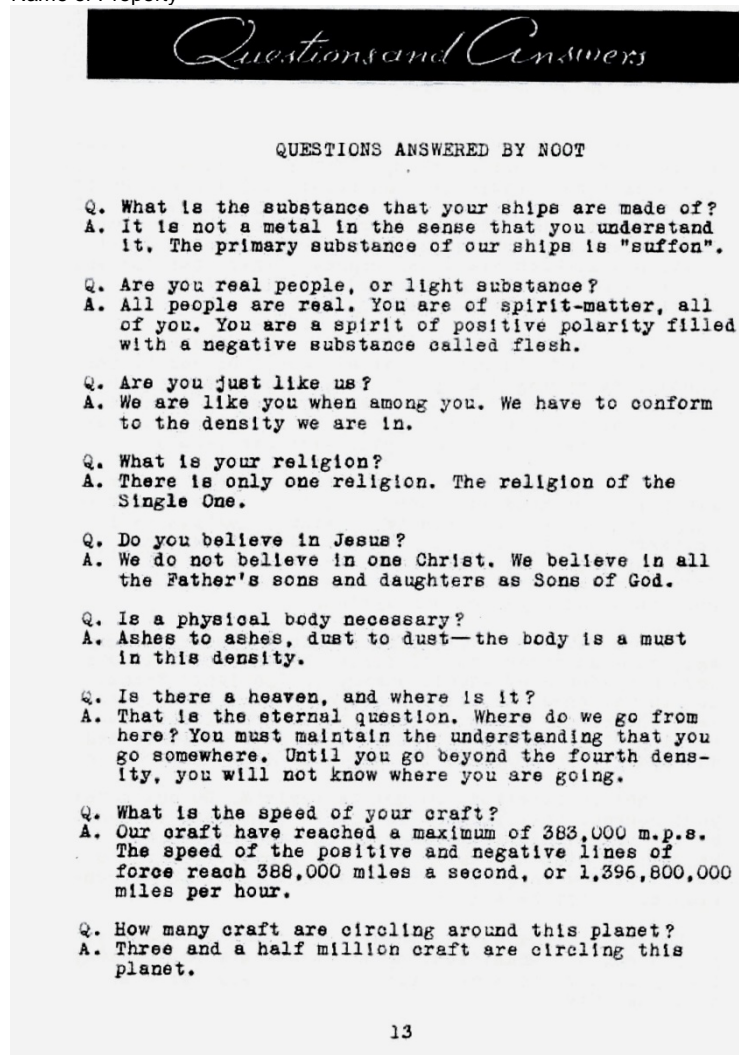 Name of Property
Questions and Answers
QUESTIONS ANSWERED BY NOOT
Q. What is the substance that your ships are made of?
A. It is not a metal in the sense that you understand
it. The primary substance of our ships is "suffon".
Q. Are you real people, or light substance?
A. All people are real. You are of spirit-matter, all
of you. You are a spirit of positive polarity filled
with a negative substance called flesh.
Q. Are you just like us?
A. We are like you when among you. We have to conform
to the density we are in.
Q. What is your religion?
A. There is only one religion. The religion of the
Single One.
Q. Do you believe in Jesus?
A. We do not believe in one Christ. We believe in all
the Father's sons and daughters as Sons of God.
Q. Is a physical body necessary?
A. Ashes to ashes, dust to dust—the body is a must
in this density.
Q. Is there a heaven, and where is it?
A. That is the eternal question. Where do we go from
here? You must maintain the understanding that you
go somewhere. Until you go beyond the fourth dens-
ity, you will not know where you are going.
Q. What is the speed of your craft?
A. Our craft have reached a maximum of 383,000 m.p.s.
The speed of the positive and negative lines of
force reach 388,000 miles a second, or 1,396,800,000
miles per hour.
Q. How many craft are circling around this planet?
A. Three and a half million craft are circling this
planet.
13